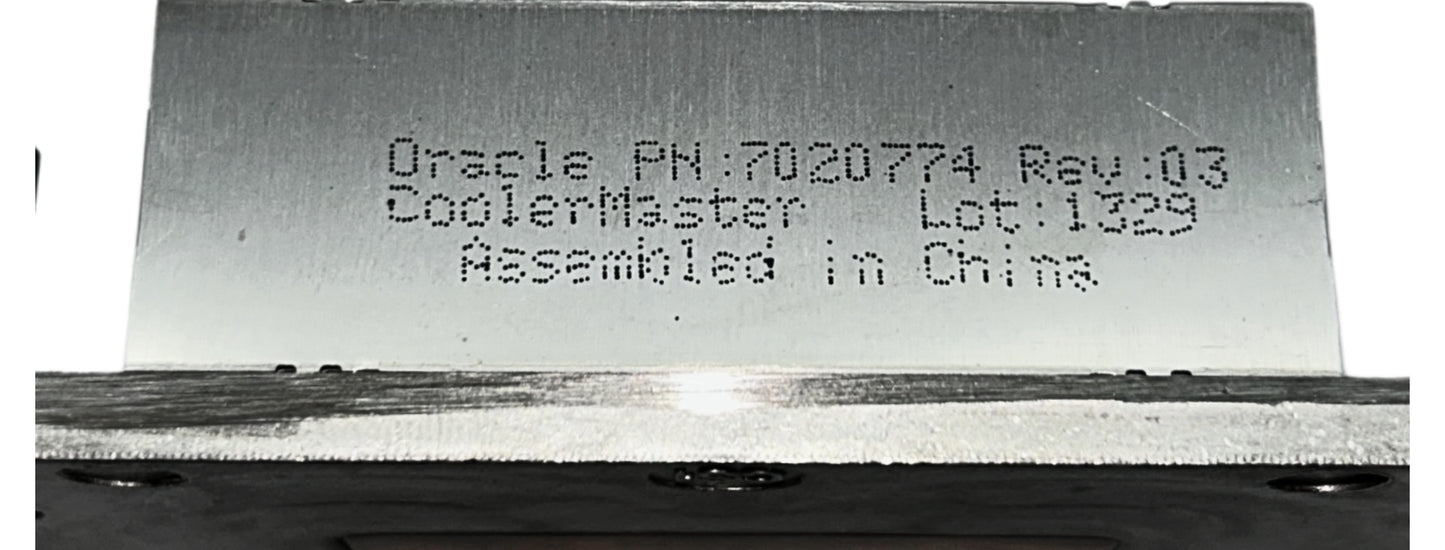 Oracle PN:7020774 Rev:03
CoolerMaster Lot:1329
Assembled in China